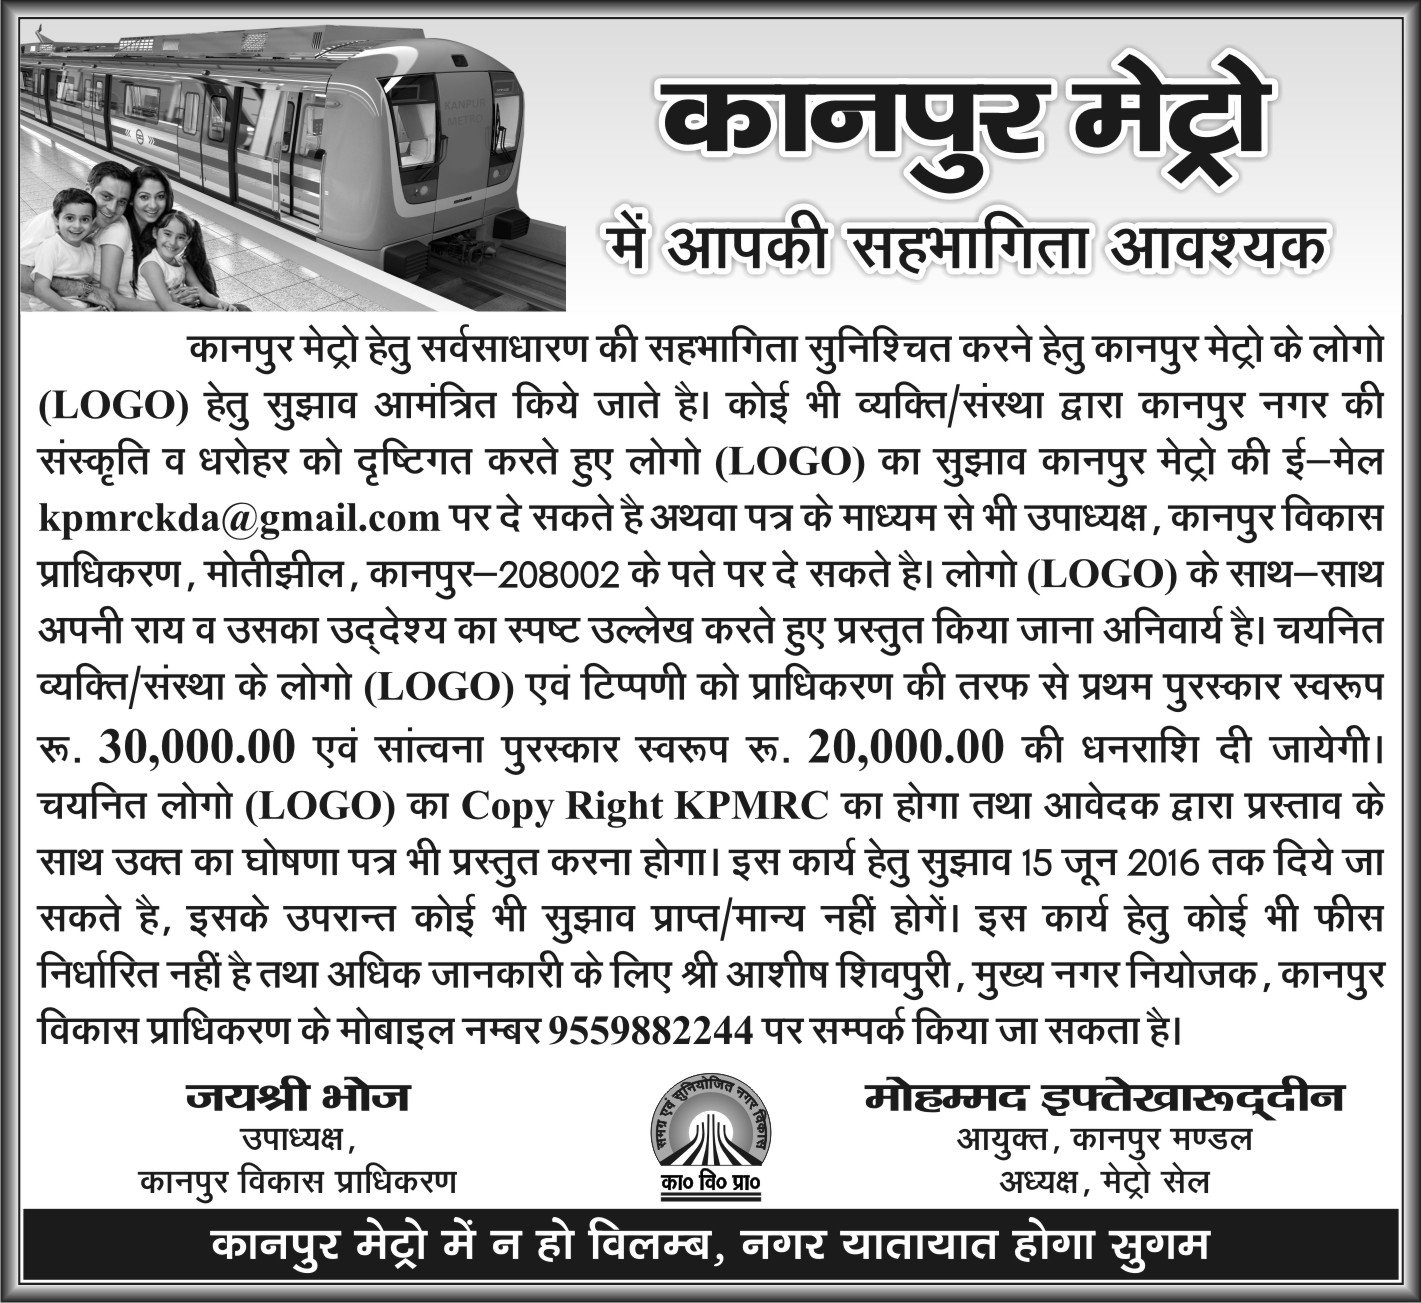 KANPUR
METRO
कानपुर मेट्रो
में आपकी सहभागिता आवश्यक
कानपुर मेट्रो हेतु सर्वसाधारण की सहभागिता सुनिश्चित करने हेतु कानपुर मेट्रो के लोगो
(LOGO) हेतु सुझाव आमंत्रित किये जाते है। कोई भी व्यक्ति/संस्था द्वारा कानपुर नगर की
संस्कृति व धरोहर को दृष्टिगत करते हुए लोगो (LOGO) का सुझाव कानपुर मेट्रो की ई–मेल
kpmrckda@gmail.com पर दे सकते है अथवा पत्र के माध्यम से भी उपाध्यक्ष, कानपुर विकास
प्राधिकरण, मोतीझील, कानपुर–208002 के पते पर दे सकते है। लोगो (LOGO) के साथ–साथ
अपनी राय व उसका उद्देश्य का स्पष्ट उल्लेख करते हुए प्रस्तुत किया जाना अनिवार्य है। चयनित
व्यक्ति/संस्था के लोगो (LOGO) एवं टिप्पणी को प्राधिकरण की तरफ से प्रथम पुरस्कार स्वरूप
रू. 30,000.00 एवं सांत्वना पुरस्कार स्वरूप रू. 20,000.00 की धनराशि दी जायेगी।
चयनित लोगो (LOGO) का Copy Right KPMRC का होगा तथा आवेदक द्वारा प्रस्ताव के
साथ उक्त का घोषणा पत्र भी प्रस्तुत करना होगा। इस कार्य हेतु सुझाव 15 जून 2016 तक दिये जा
सकते है, इसके उपरान्त कोई भी सुझाव प्राप्त/मान्य नहीं होगें। इस कार्य हेतु कोई भी फीस
निर्धारित नहीं है तथा अधिक जानकारी के लिए श्री आशीष शिवपुरी, मुख्य नगर नियोजक, कानपुर
विकास प्राधिकरण के मोबाइल नम्बर 9559882244 पर सम्पर्क किया जा सकता है।
जयश्री भोज
उपाध्यक्ष,
कानपुर विकास प्राधिकरण
समग्र एवं सुनियोजित नगर विकास
का० वि० प्रा०
मोहम्मद इफ्तेखारूद्दीन
आयुक्त, कानपुर मण्डल
अध्यक्ष, मेट्रो सेल
कानपुर मेट्रो में न हो विलम्ब, नगर यातायात होगा सुगम